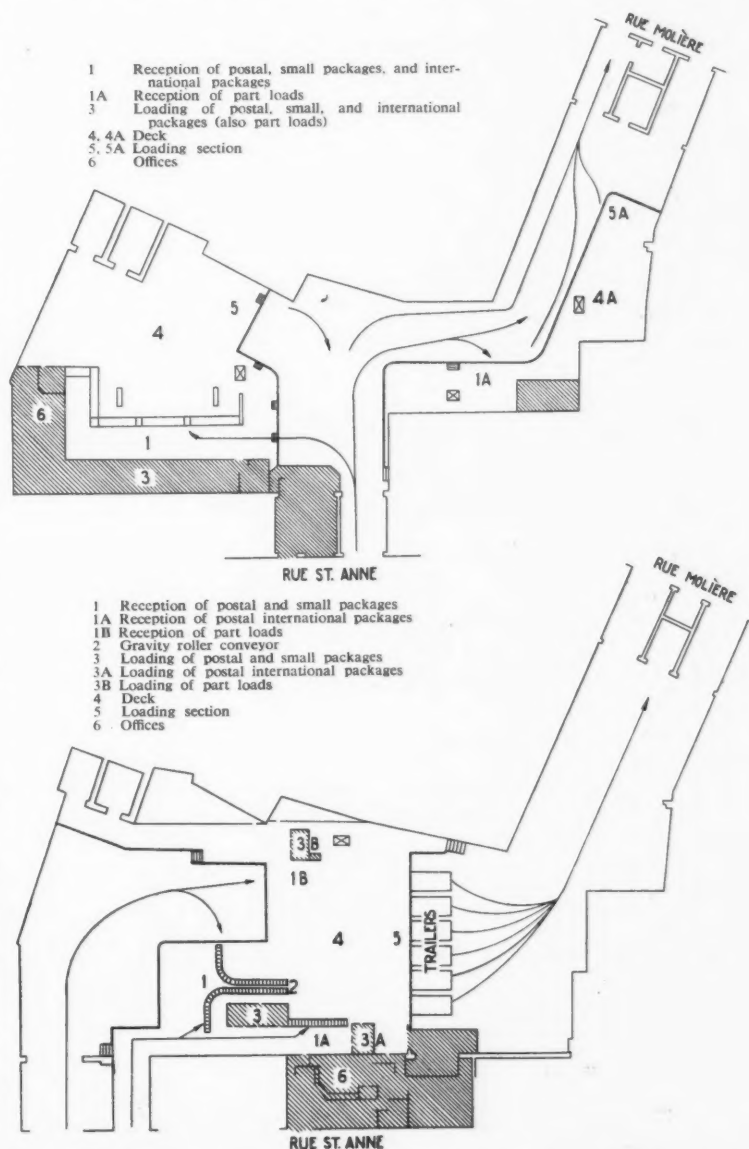 RUE MOLIÈRE
1 Reception of postal, small packages, and inter-
national packages
1A Reception of part loads
3 Loading of postal, small, and international
packages (also part loads)
4, 4A Deck
5, 5A Loading section
6 Offices
5A
5
4
4A
1A
6
1
3
RUE ST. ANNE
RUE MOLIÈRE
1 Reception of postal and small packages
1A Reception of postal international packages
1B Reception of part loads
2 Gravity roller conveyor
3 Loading of postal and small packages
3A Loading of postal international packages
3B Loading of part loads
4 Deck
5 Loading section
6 Offices
3B
1B
4
5
TRAILERS
1
2
3
1A
3A
6
RUE ST. ANNE